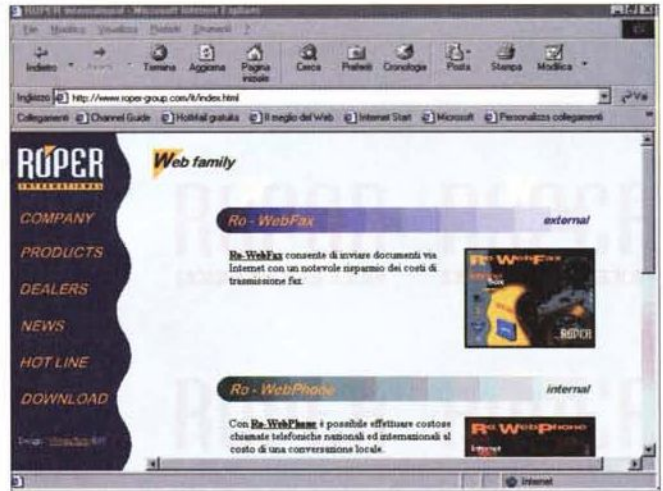 ROPER International - Microsoft Internet Explorer
File Modifica Visualizza Preferiti Strumenti ?
Indietro Avanti Termina Aggiorna Pagina iniziale Cerca Preferiti Cronologia Posta Stampa Modifica
Indirizzo http://www.roper-group.com/it/index.html Vai
Collegamenti Channel Guide HotMail gratuita Il meglio del Web Internet Start Microsoft Personalizza collegamenti
RÓPER
INTERNATIONAL
COMPANY
PRODUCTS
DEALERS
NEWS
HOT LINE
DOWNLOAD
Web family
Ro - WebFax external
Ro-WebFax consente di inviare documenti via
Internet con un notevole risparmio dei costi di
trasmissione fax.
Ro WebFax
ROPER
Ro - WebPhone internal
Con Ro-WebPhone è possibile effettuare costose
chiamate telefoniche nazionali ed internazionali al
costo di una conversazione locale.
Ro WebPhone
Internet